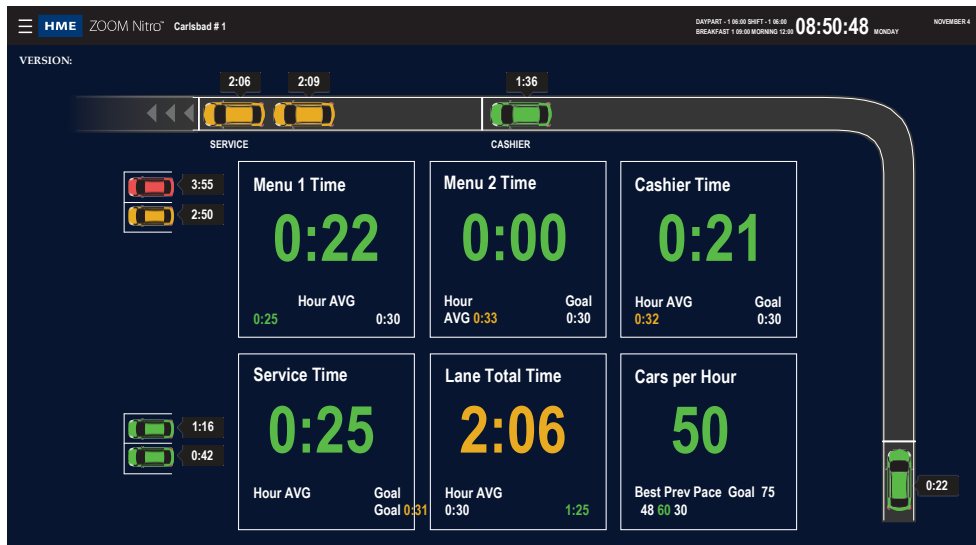 HME ZOOM Nitro™ Carlsbad # 1
DAYPART - 1 06:00 SHIFT - 1 06:00
BREAKFAST 1 09:00 MORNING 12:00 08:50:48 MONDAY
NOVEMBER 4
VERSION:
2:06 2:09 1:36
SERVICE CASHIER
3:55
2:50
Menu 1 Time
0:22
Hour AVG
0:25 0:30
Menu 2 Time
0:00
Hour Goal
AVG 0:33 0:30
Cashier Time
0:21
Hour AVG Goal
0:32 0:30
1:16
0:42
Service Time
0:25
Hour AVG Goal
Goal 0:31
Lane Total Time
2:06
Hour AVG
0:30 1:25
Cars per Hour
50
Best Prev Pace Goal 75
48 60 30
0:22